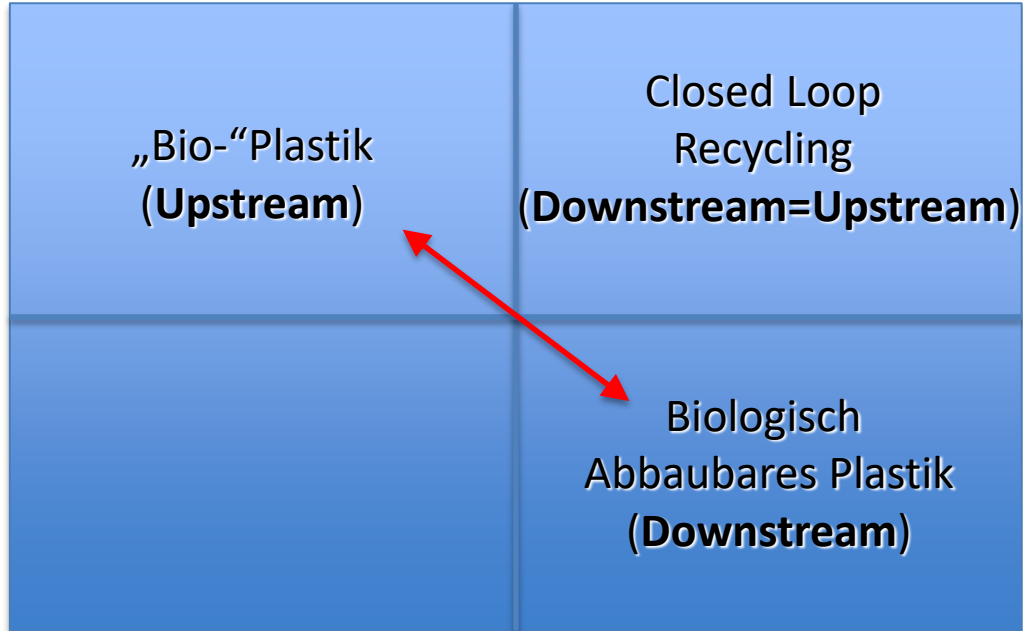 „Bio-“Plastik
(Upstream)
Closed Loop
Recycling
(Downstream=Upstream)
Biologisch
Abbaubares Plastik
(Downstream)